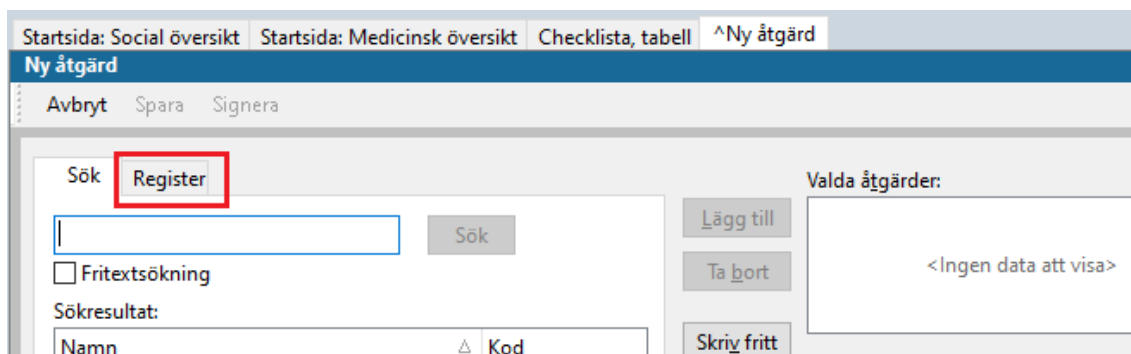 Startsida: Social översikt Startsida: Medicinsk översikt Checklista, tabell ^Ny åtgärd
Ny åtgärd
Avbryt Spara Signera
Sök Register
Valda åtgärder:
Sök
Lägg till
Fritextsökning
Ta bort
<Ingen data att visa>
Sökresultat:
Namn Kod
Skriv fritt